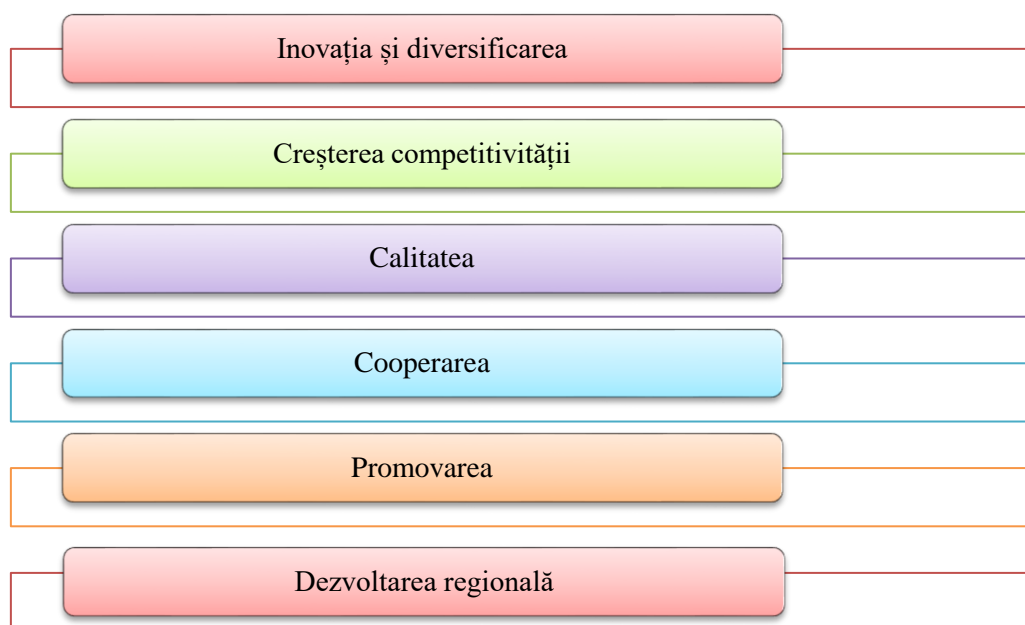 Inovația și diversificarea
Creșterea competitivității
Calitatea
Cooperarea
Promovarea
Dezvoltarea regională